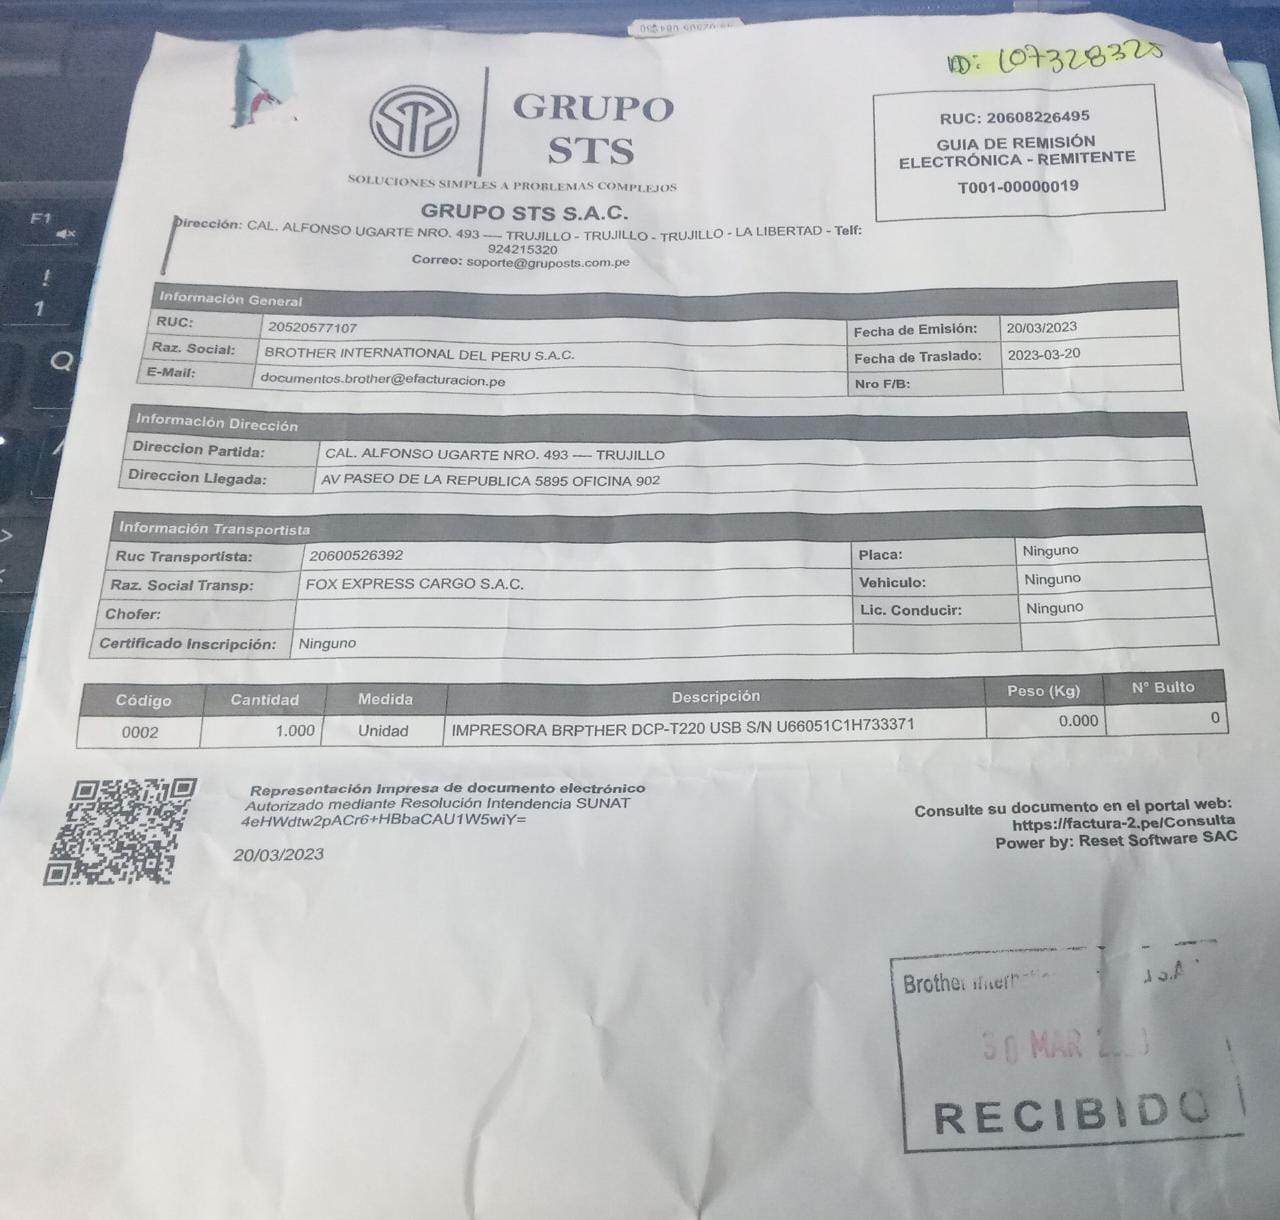 ID: 107328325
GRUPO
STS
SOLUCIONES SIMPLES A PROBLEMAS COMPLEJOS
RUC: 20608226495
GUIA DE REMISIÓN
ELECTRÓNICA - REMITENTE
T001-00000019
GRUPO STS S.A.C.
Dirección: CAL. ALFONSO UGARTE NRO. 493 --- TRUJILLO - TRUJILLO - TRUJILLO - LA LIBERTAD - Telf:
924215320
Correo: soporte@gruposts.com.pe
Información General
RUC: 20520577107 Fecha de Emisión: 20/03/2023
Raz. Social: BROTHER INTERNATIONAL DEL PERU S.A.C. Fecha de Traslado: 2023-03-20
E-Mail: documentos.brother@efacturacion.pe Nro F/B:
Información Dirección
Direccion Partida: CAL. ALFONSO UGARTE NRO. 493 --- TRUJILLO
Direccion Llegada: AV PASEO DE LA REPUBLICA 5895 OFICINA 902
Información Transportista
Ruc Transportista: 20600526392 Placa: Ninguno
Raz. Social Transp: FOX EXPRESS CARGO S.A.C. Vehiculo: Ninguno
Chofer: Lic. Conducir: Ninguno
Certificado Inscripción: Ninguno
Código Cantidad Medida Descripción Peso (Kg) N° Bulto
0002 1.000 Unidad IMPRESORA BRPTHER DCP-T220 USB S/N U66051C1H733371 0.000 0
Representación Impresa de documento electrónico
Autorizado mediante Resolución Intendencia SUNAT
4eHWdtw2pACr6+HBbaCAU1W5wiY=
20/03/2023
Consulte su documento en el portal web:
https://factura-2.pe/Consulta
Power by: Reset Software SAC
Brother
30 MAR
RECIBIDO
F1
!
1
Q